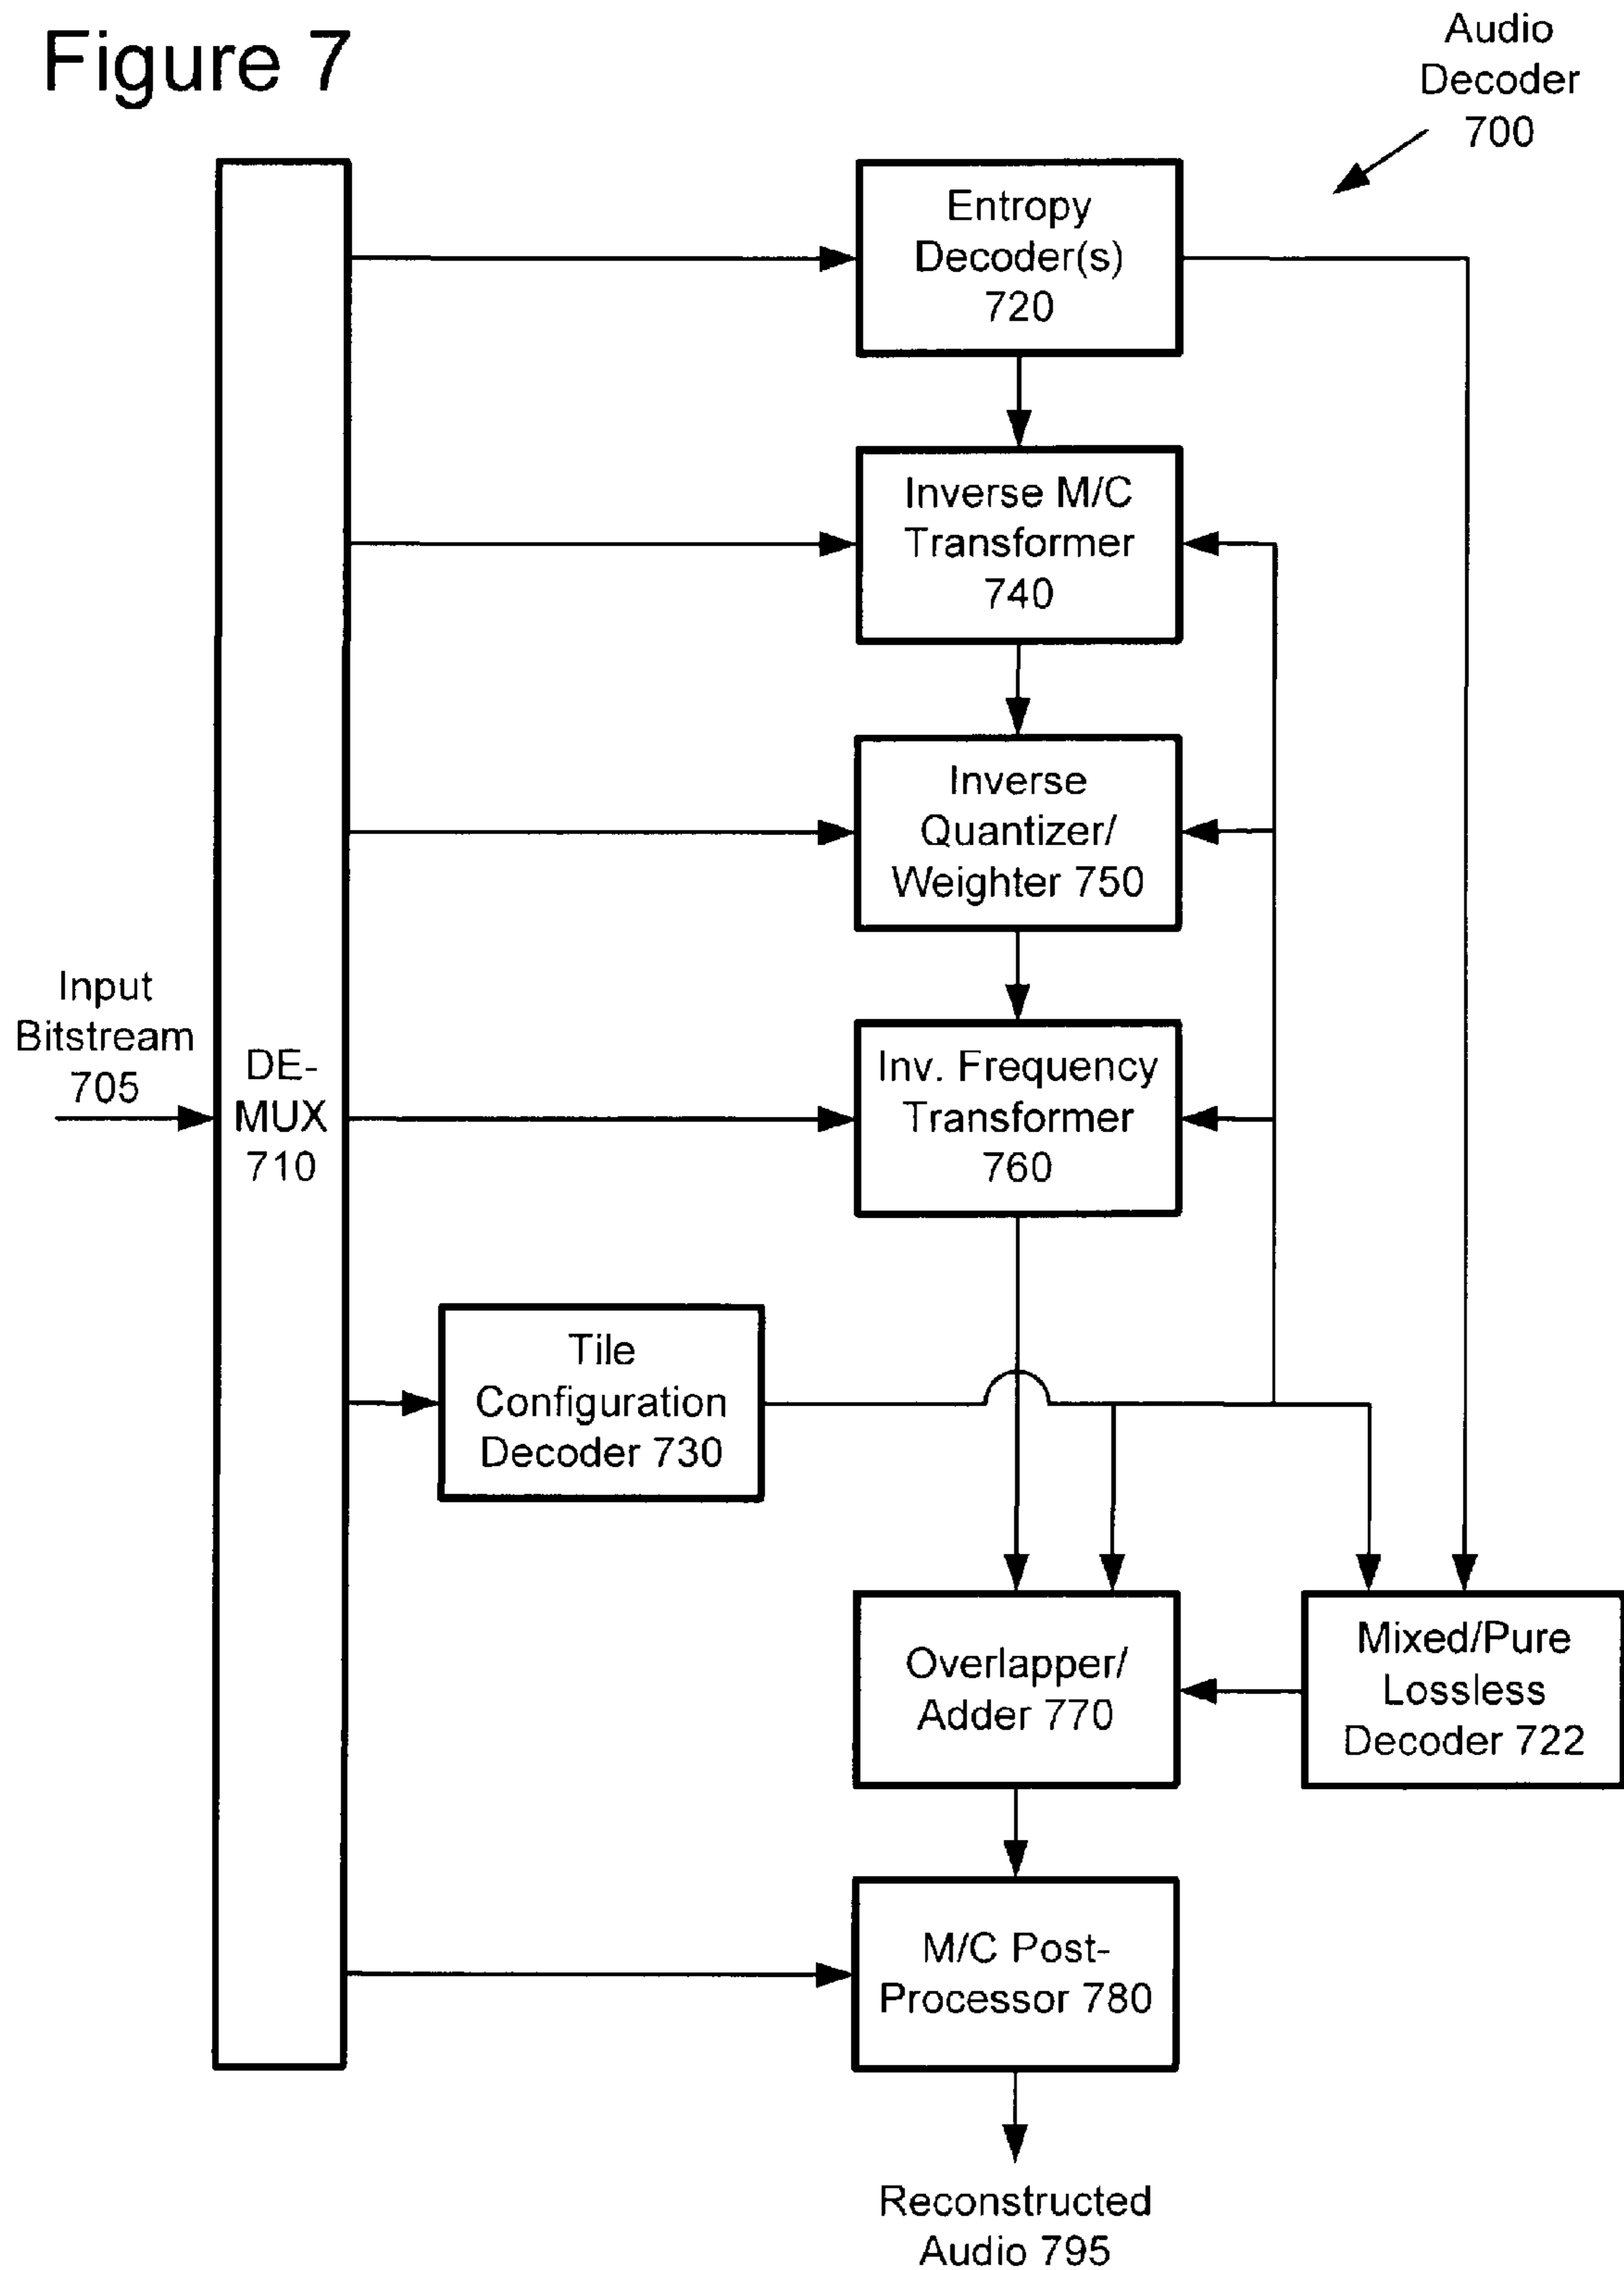 Figure 7
Audio
Decoder
700
Entropy
Decoder(s)
720
Inverse M/C
Transformer
740
Inverse
Quantizer/
Weighter 750
Input
Bitstream
705
DE-
MUX
710
Inv. Frequency
Transformer
760
Tile
Configuration
Decoder 730
Overlapper/
Adder 770
Mixed/Pure
Lossless
Decoder 722
M/C Post-
Processor 780
Reconstructed
Audio 795